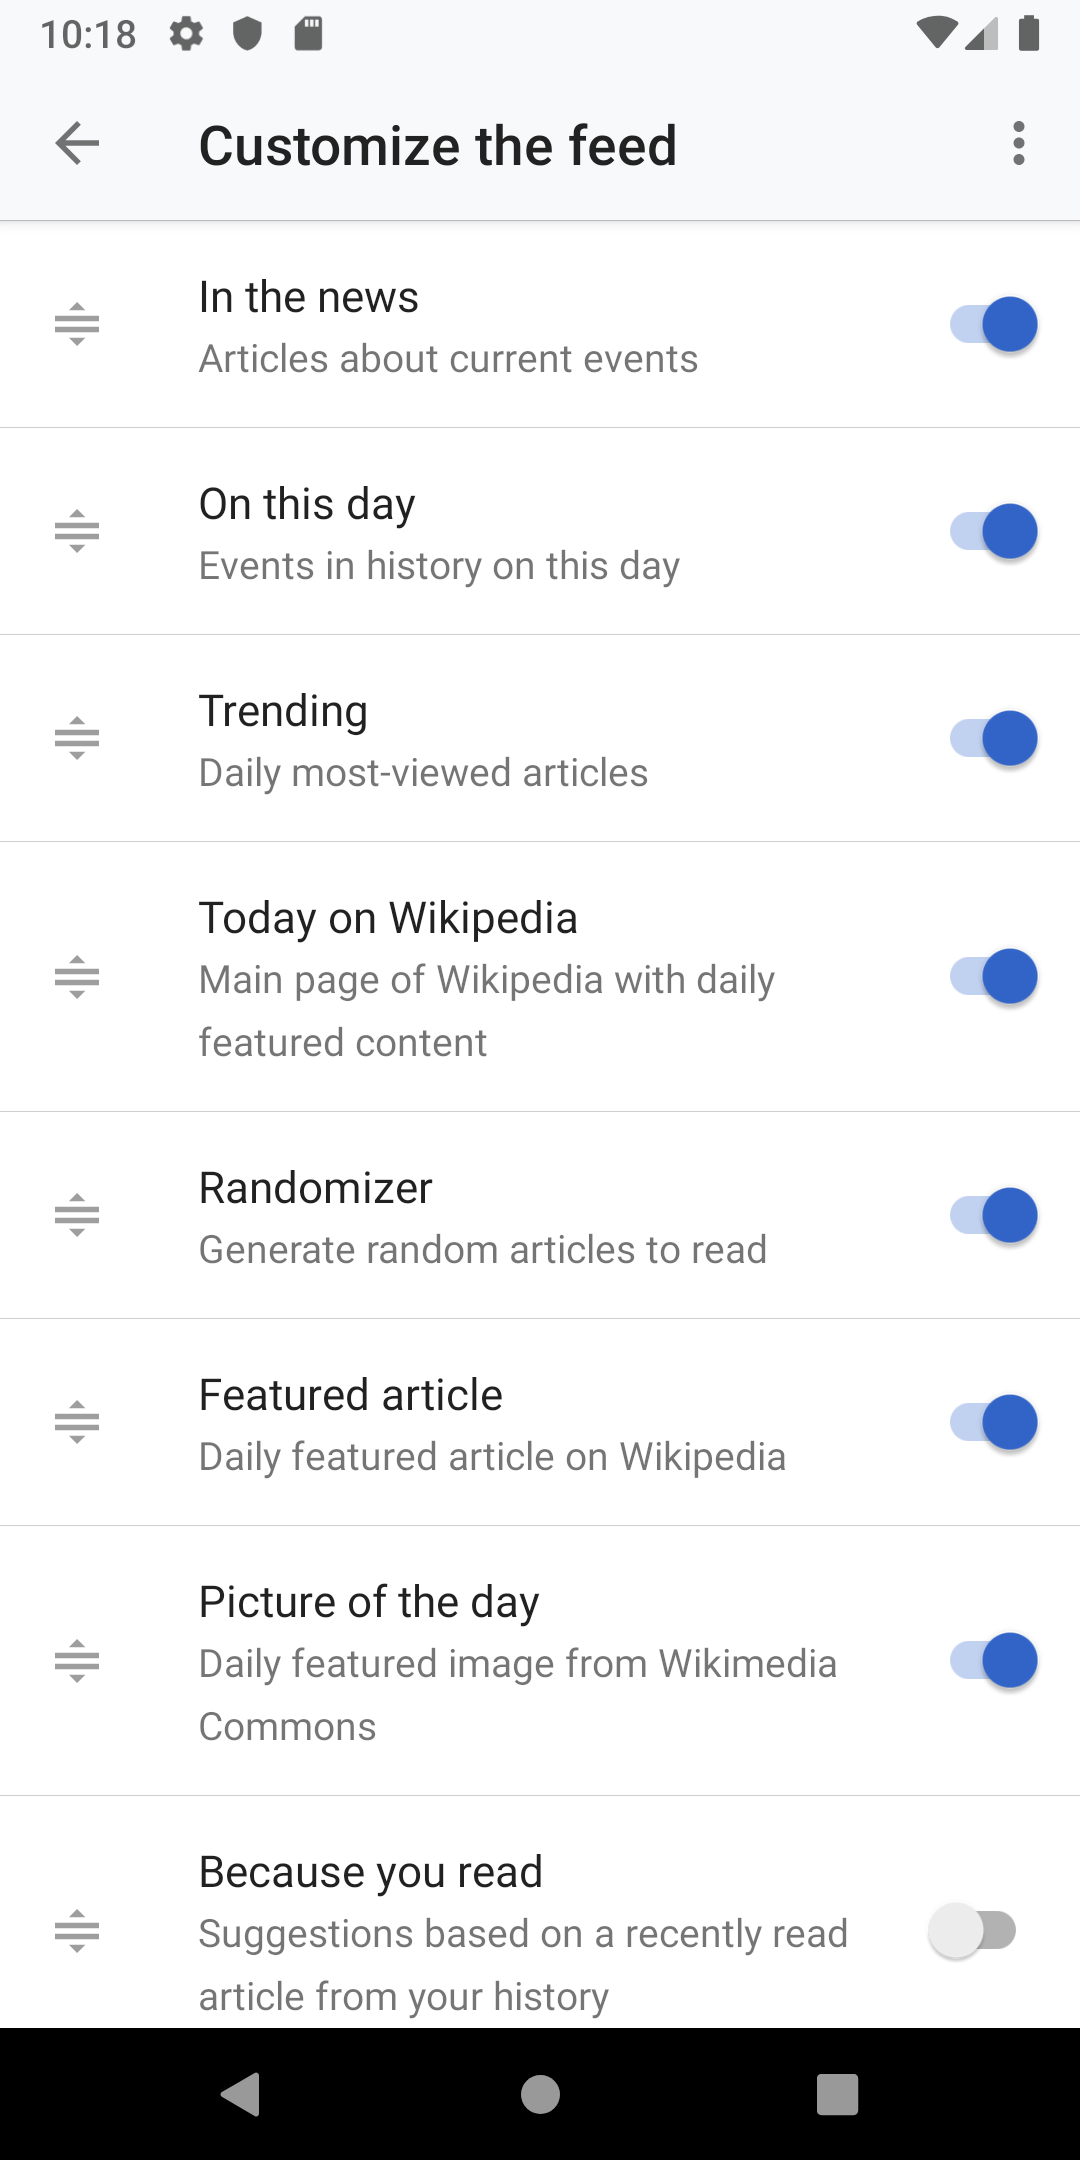 10:18
Customize the feed
In the news
Articles about current events
On this day
Events in history on this day
Trending
Daily most-viewed articles
Today on Wikipedia
Main page of Wikipedia with daily
featured content
Randomizer
Generate random articles to read
Featured article
Daily featured article on Wikipedia
Picture of the day
Daily featured image from Wikimedia
Commons
Because you read
Suggestions based on a recently read
article from your history